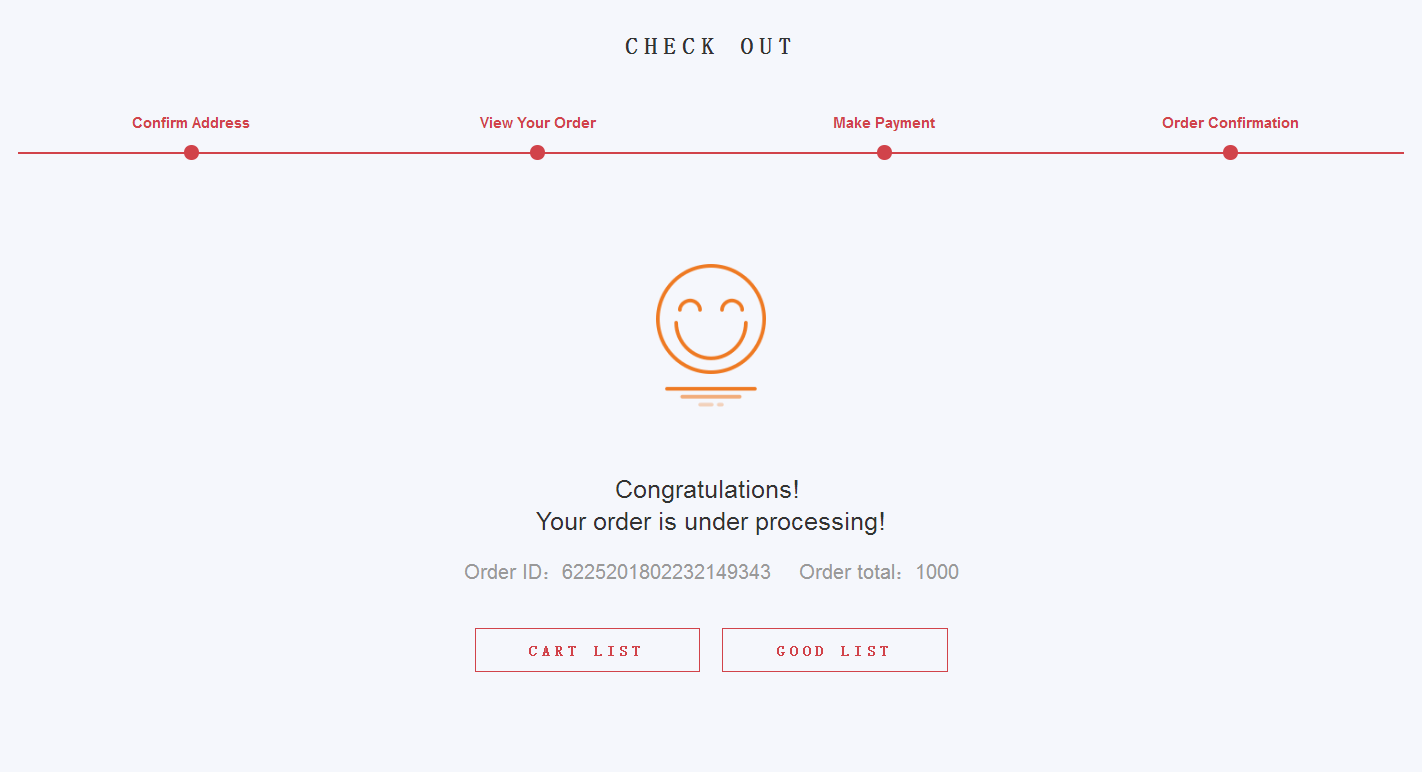 CHECK OUT
Confirm Address View Your Order Make Payment Order Confirmation
Congratulations!
Your order is under processing!
Order ID：6225201802232149343 Order total：1000
CART LIST GOOD LIST